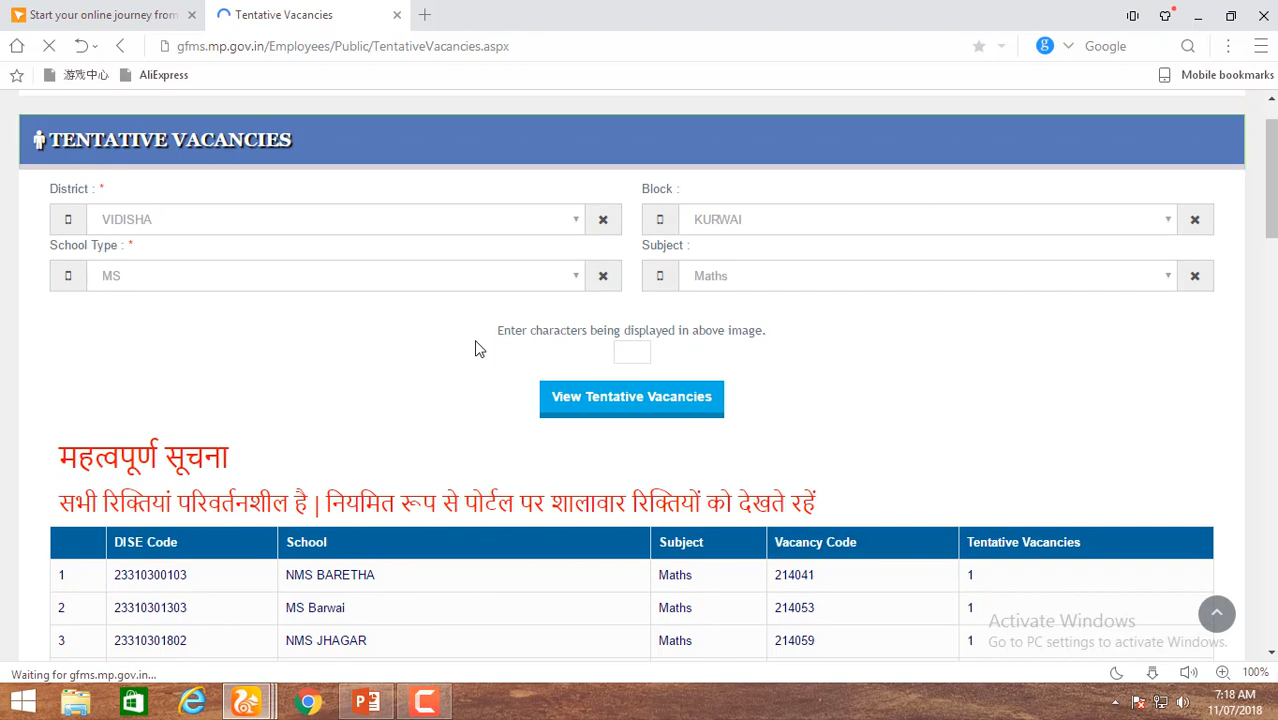 Start your online journey from
Tentative Vacancies
gfms.mp.gov.in/Employees/Public/TentativeVacancies.aspx
Google
游戏中心
AliExpress
Mobile bookmarks
TENTATIVE VACANCIES
District : *
Block :
VIDISHA
KURWAI
School Type : *
Subject :
MS
Maths
Enter characters being displayed in above image.
View Tentative Vacancies
महत्वपूर्ण सूचना
सभी रिक्तियां परिवर्तनशील है | नियमित रूप से पोर्टल पर शालावार रिक्तियों को देखते रहें
DISE Code School Subject Vacancy Code Tentative Vacancies
1 23310300103 NMS BARETHA Maths 214041 1
2 23310301303 MS Barwai Maths 214053 1
3 23310301802 NMS JHAGAR Maths 214059 1
Activate Windows
Go to PC settings to activate Windows.
Waiting for gfms.mp.gov.in...
100%
7:18 AM
11/07/2018